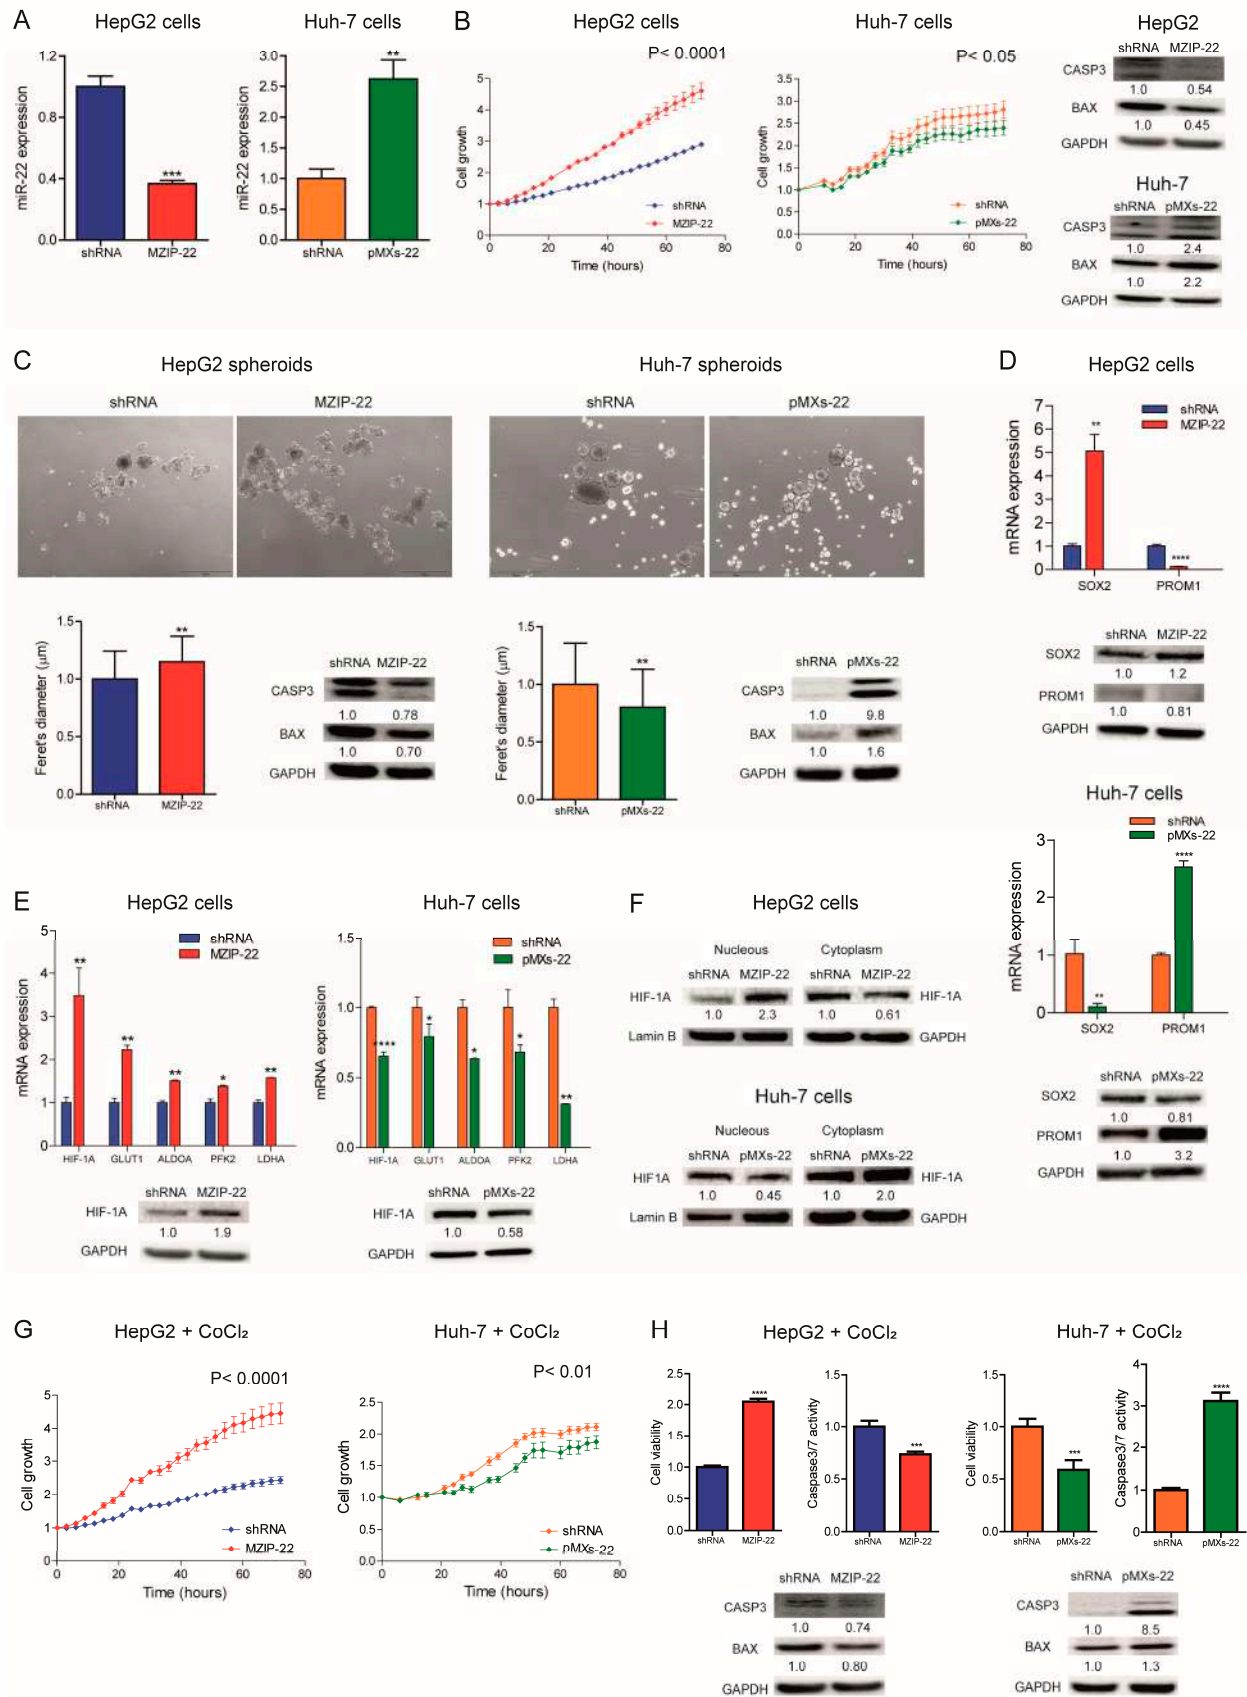 A
HepG2 cells
miR-22 expression
1.2
0.8
0.4
0.0
***
shRNA
MZIP-22
Huh-7 cells
miR-22 expression
3.0
2.5
2.0
1.5
1.0
0.5
0.0
**
shRNA
pMXs-22
B
HepG2 cells
P< 0.0001
Cell growth
5
4
3
2
1
0
shRNA
MZIP-22
0 20 40 60 80
Time (hours)
Huh-7 cells
P< 0.05
Cell growth
3.5
3.0
2.5
2.0
1.5
1.0
0.5
0.0
shRNA
pMXs-22
0 20 40 60 80
Time (hours)
HepG2
shRNA MZIP-22
CASP3
1.0 0.54
BAX
1.0 0.45
GAPDH
Huh-7
shRNA pMXs-22
CASP3
1.0 2.4
BAX
1.0 2.2
GAPDH
C
HepG2 spheroids
shRNA
MZIP-22
Huh-7 spheroids
shRNA
pMXs-22
Feret's diameter (μm)
1.5
1.0
0.5
0.0
**
shRNA
MZIP-22
shRNA MZIP-22
CASP3
1.0 0.78
BAX
1.0 0.70
GAPDH
Feret's diameter (μm)
1.5
1.0
0.5
0.0
**
shRNA
pMXs-22
shRNA pMXs-22
CASP3
1.0 9.8
BAX
1.0 1.6
GAPDH
D
HepG2 cells
mRNA expression
7
6
5
4
3
2
1
0
shRNA
MZIP-22
**
****
SOX2
PROM1
shRNA MZIP-22
SOX2
1.0 1.2
PROM1
1.0 0.81
GAPDH
Huh-7 cells
shRNA
pMXs-22
mRNA expression
3
2
1
0
**
****
SOX2
PROM1
shRNA pMXs-22
SOX2
1.0 0.81
PROM1
1.0 3.2
GAPDH
E
HepG2 cells
mRNA expression
5
4
3
2
1
0
shRNA
MZIP-22
**
**
**
*
**
HIF-1A GLUT1 ALDOA PFK2 LDHA
shRNA MZIP-22
HIF-1A
1.0 1.9
GAPDH
Huh-7 cells
mRNA expression
1.5
1.0
0.5
0.0
shRNA
pMXs-22
****
*
*
*
**
HIF-1A GLUT1 ALDOA PFK2 LDHA
shRNA pMXs-22
HIF-1A
1.0 0.58
GAPDH
F
HepG2 cells
Nucleous Cytoplasm
shRNA MZIP-22 shRNA MZIP-22
HIF-1A HIF-1A
1.0 2.3 1.0 0.61
Lamin B GAPDH
Huh-7 cells
Nucleous Cytoplasm
shRNA pMXs-22 shRNA pMXs-22
HIF1A HIF-1A
1.0 0.45 1.0 2.0
Lamin B GAPDH
G
HepG2 + CoCl₂
P< 0.0001
Cell growth
5
4
3
2
1
0
shRNA
MZIP-22
0 20 40 60 80
Time (hours)
Huh-7 + CoCl₂
P< 0.01
Cell growth
2.5
2.0
1.5
1.0
0.5
0.0
shRNA
pMXs-22
0 20 40 60 80
Time (hours)
H
HepG2 + CoCl₂
Cell viability
2.5
2.0
1.5
1.0
0.5
0.0
****
shRNA
MZIP-22
Caspase3/7 activity
1.5
1.0
0.5
0.0
***
shRNA
MZIP-22
shRNA MZIP-22
CASP3
1.0 0.74
BAX
1.0 0.80
GAPDH
Huh-7 + CoCl₂
Cell viability
1.5
1.0
0.5
0.0
***
shRNA
pMXs-22
Caspase3/7 activity
4
3
2
1
0
****
shRNA
pMXs-22
shRNA pMXs-22
CASP3
1.0 8.5
BAX
1.0 1.3
GAPDH